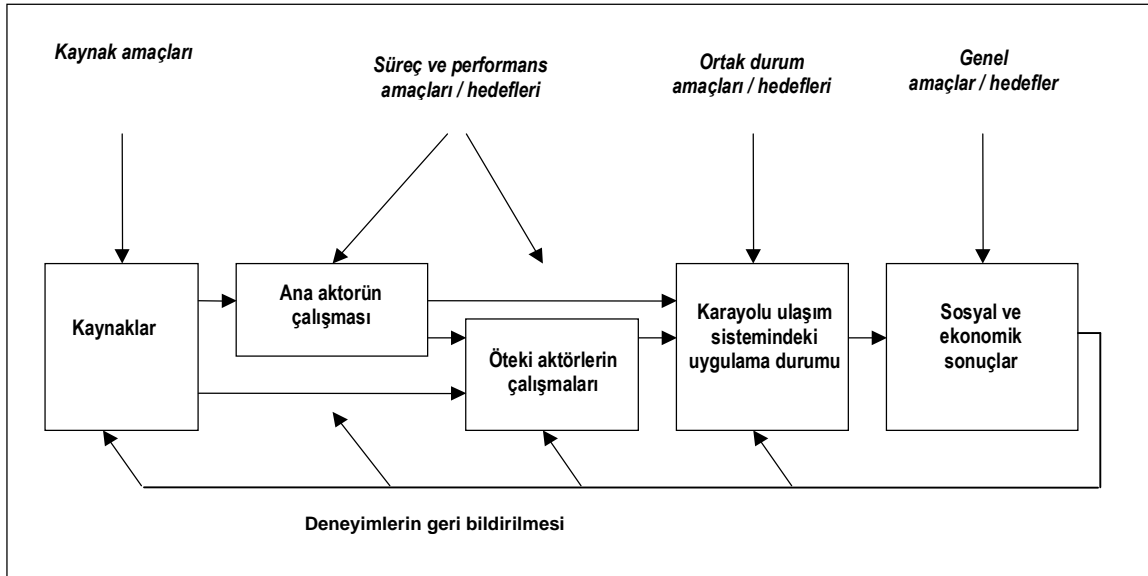 Kaynak amaçları
Süreç ve performans
amaçları / hedefleri
Ortak durum
amaçları / hedefleri
Genel
amaçlar / hedefler
Kaynaklar
Ana aktorün
çalışması
Öteki aktörlerin
çalışmaları
Karayolu ulaşım
sistemindeki
uygulama durumu
Sosyal ve
ekonomik
sonuçlar
Deneyimlerin geri bildirilmesi